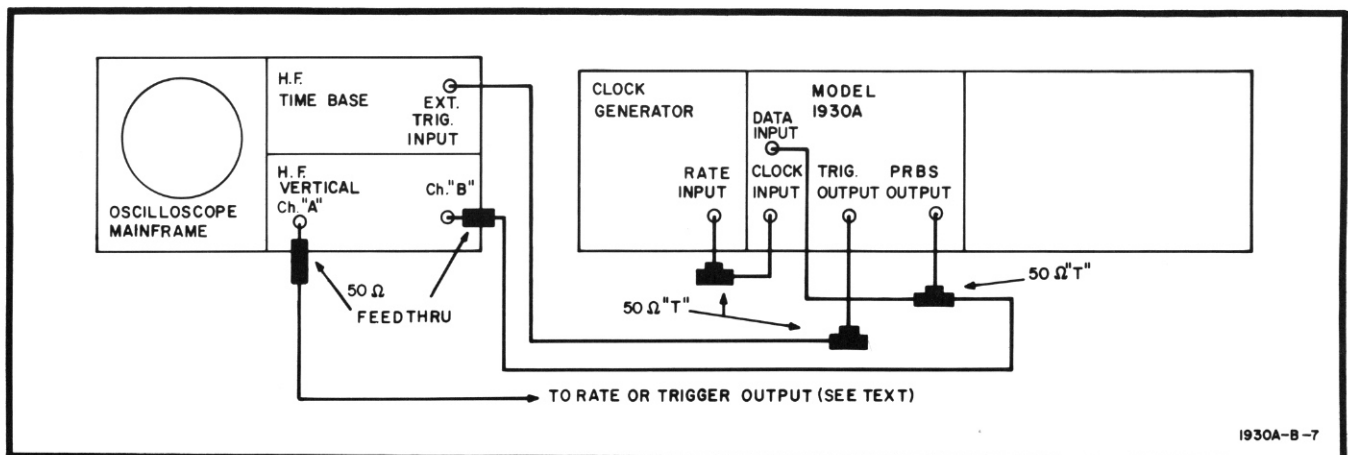 H.F.
TIME BASE
EXT.
TRIG.
INPUT
H.F.
VERTICAL
Ch."A"
Ch."B"
OSCILLOSCOPE
MAINFRAME
50 Ω
FEEDTHRU
CLOCK
GENERATOR
RATE
INPUT
MODEL
1930A
DATA
INPUT
CLOCK
INPUT
TRIG.
OUTPUT
PRBS
OUTPUT
50 Ω "T"
50 Ω "T"
TO RATE OR TRIGGER OUTPUT (SEE TEXT)
1930A-B-7